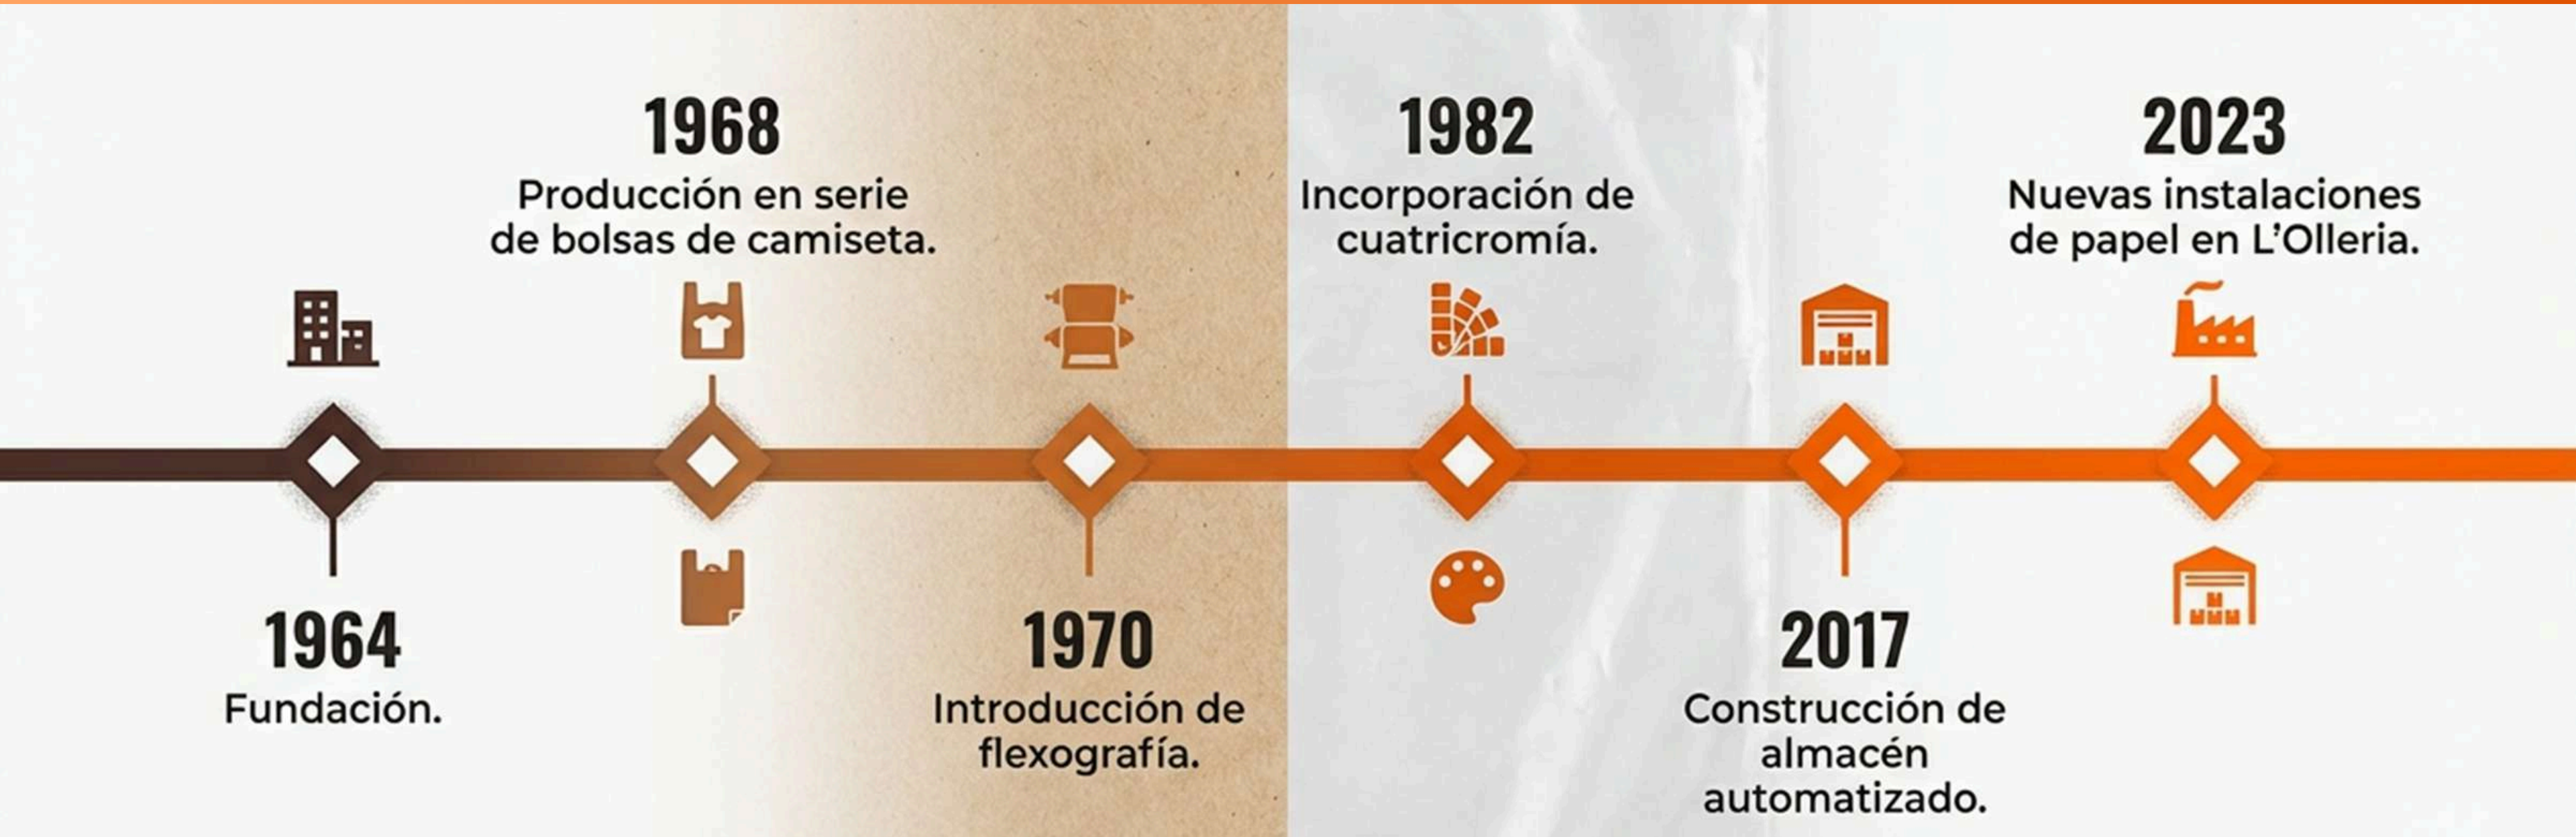 1964
Fundación.
1968
Producción en serie
de bolsas de camiseta.
1970
Introducción de
flexografía.
1982
Incorporación de
cuatricromía.
2017
Construcción de
almacén
automatizado.
2023
Nuevas instalaciones
de papel en L’Olleria.